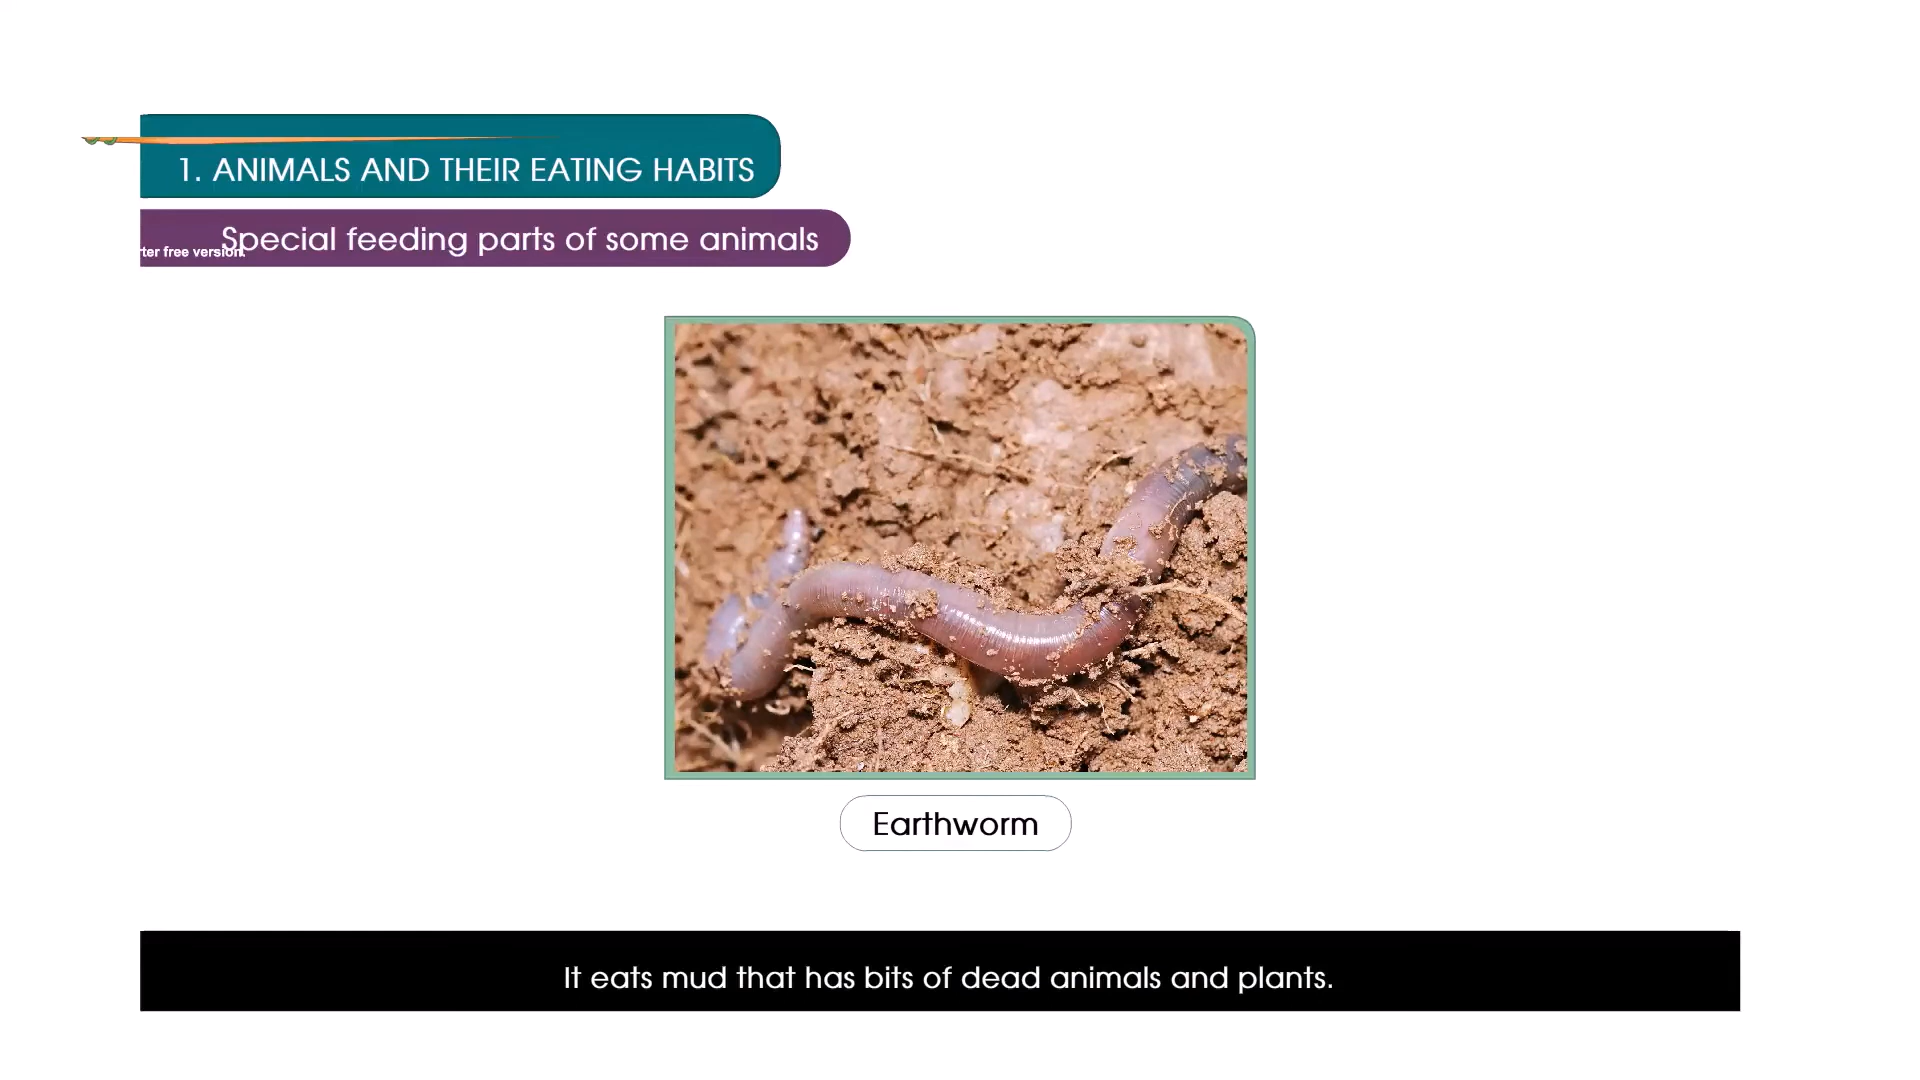 1. ANIMALS AND THEIR EATING HABITS
Special feeding parts of some animals
free version.
Earthworm
It eats mud that has bits of dead animals and plants.